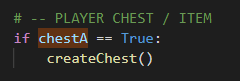 # -- PLAYER CHEST / ITEM
if chestA == True:
    createChest()